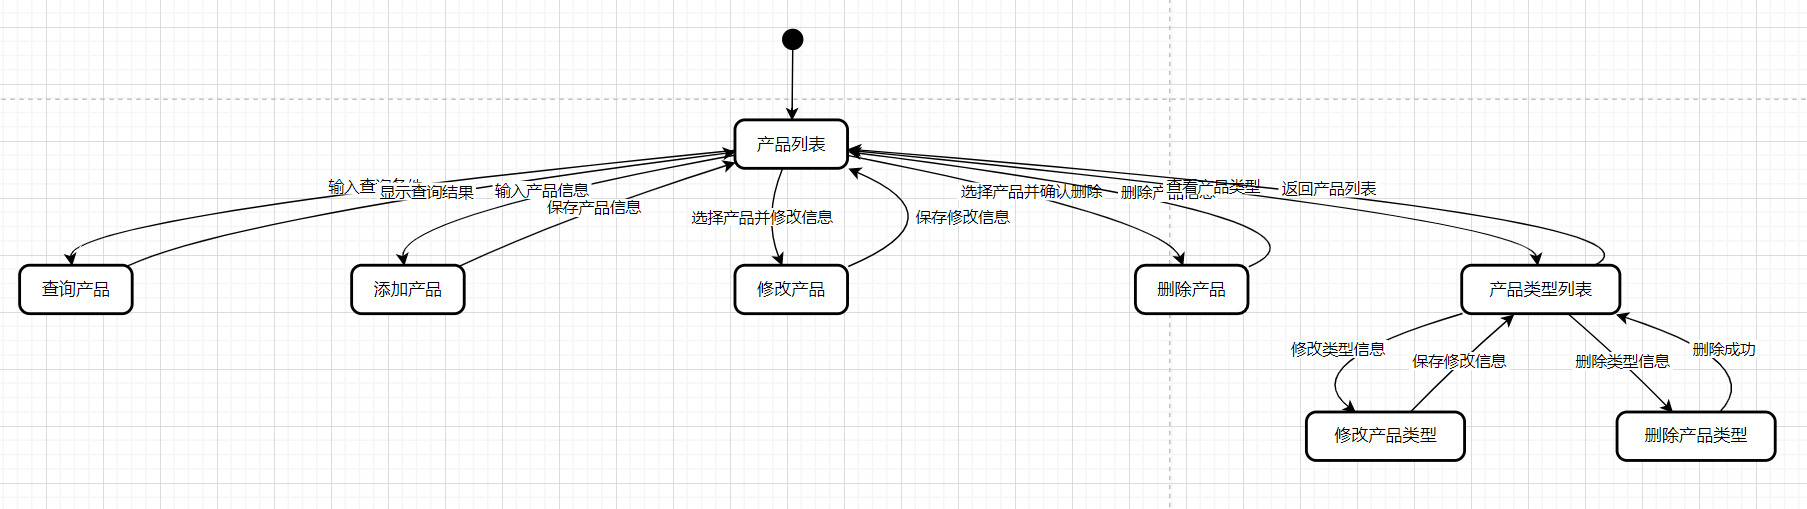 产品列表
输入查询条件
显示查询结果
输入产品信息
保存产品信息
选择产品并修改信息
保存修改信息
选择产品并确认删除
删除产品信息
查看产品类型
返回产品列表
查询产品
添加产品
修改产品
删除产品
产品类型列表
修改类型信息
保存修改信息
删除类型信息
删除成功
修改产品类型
删除产品类型